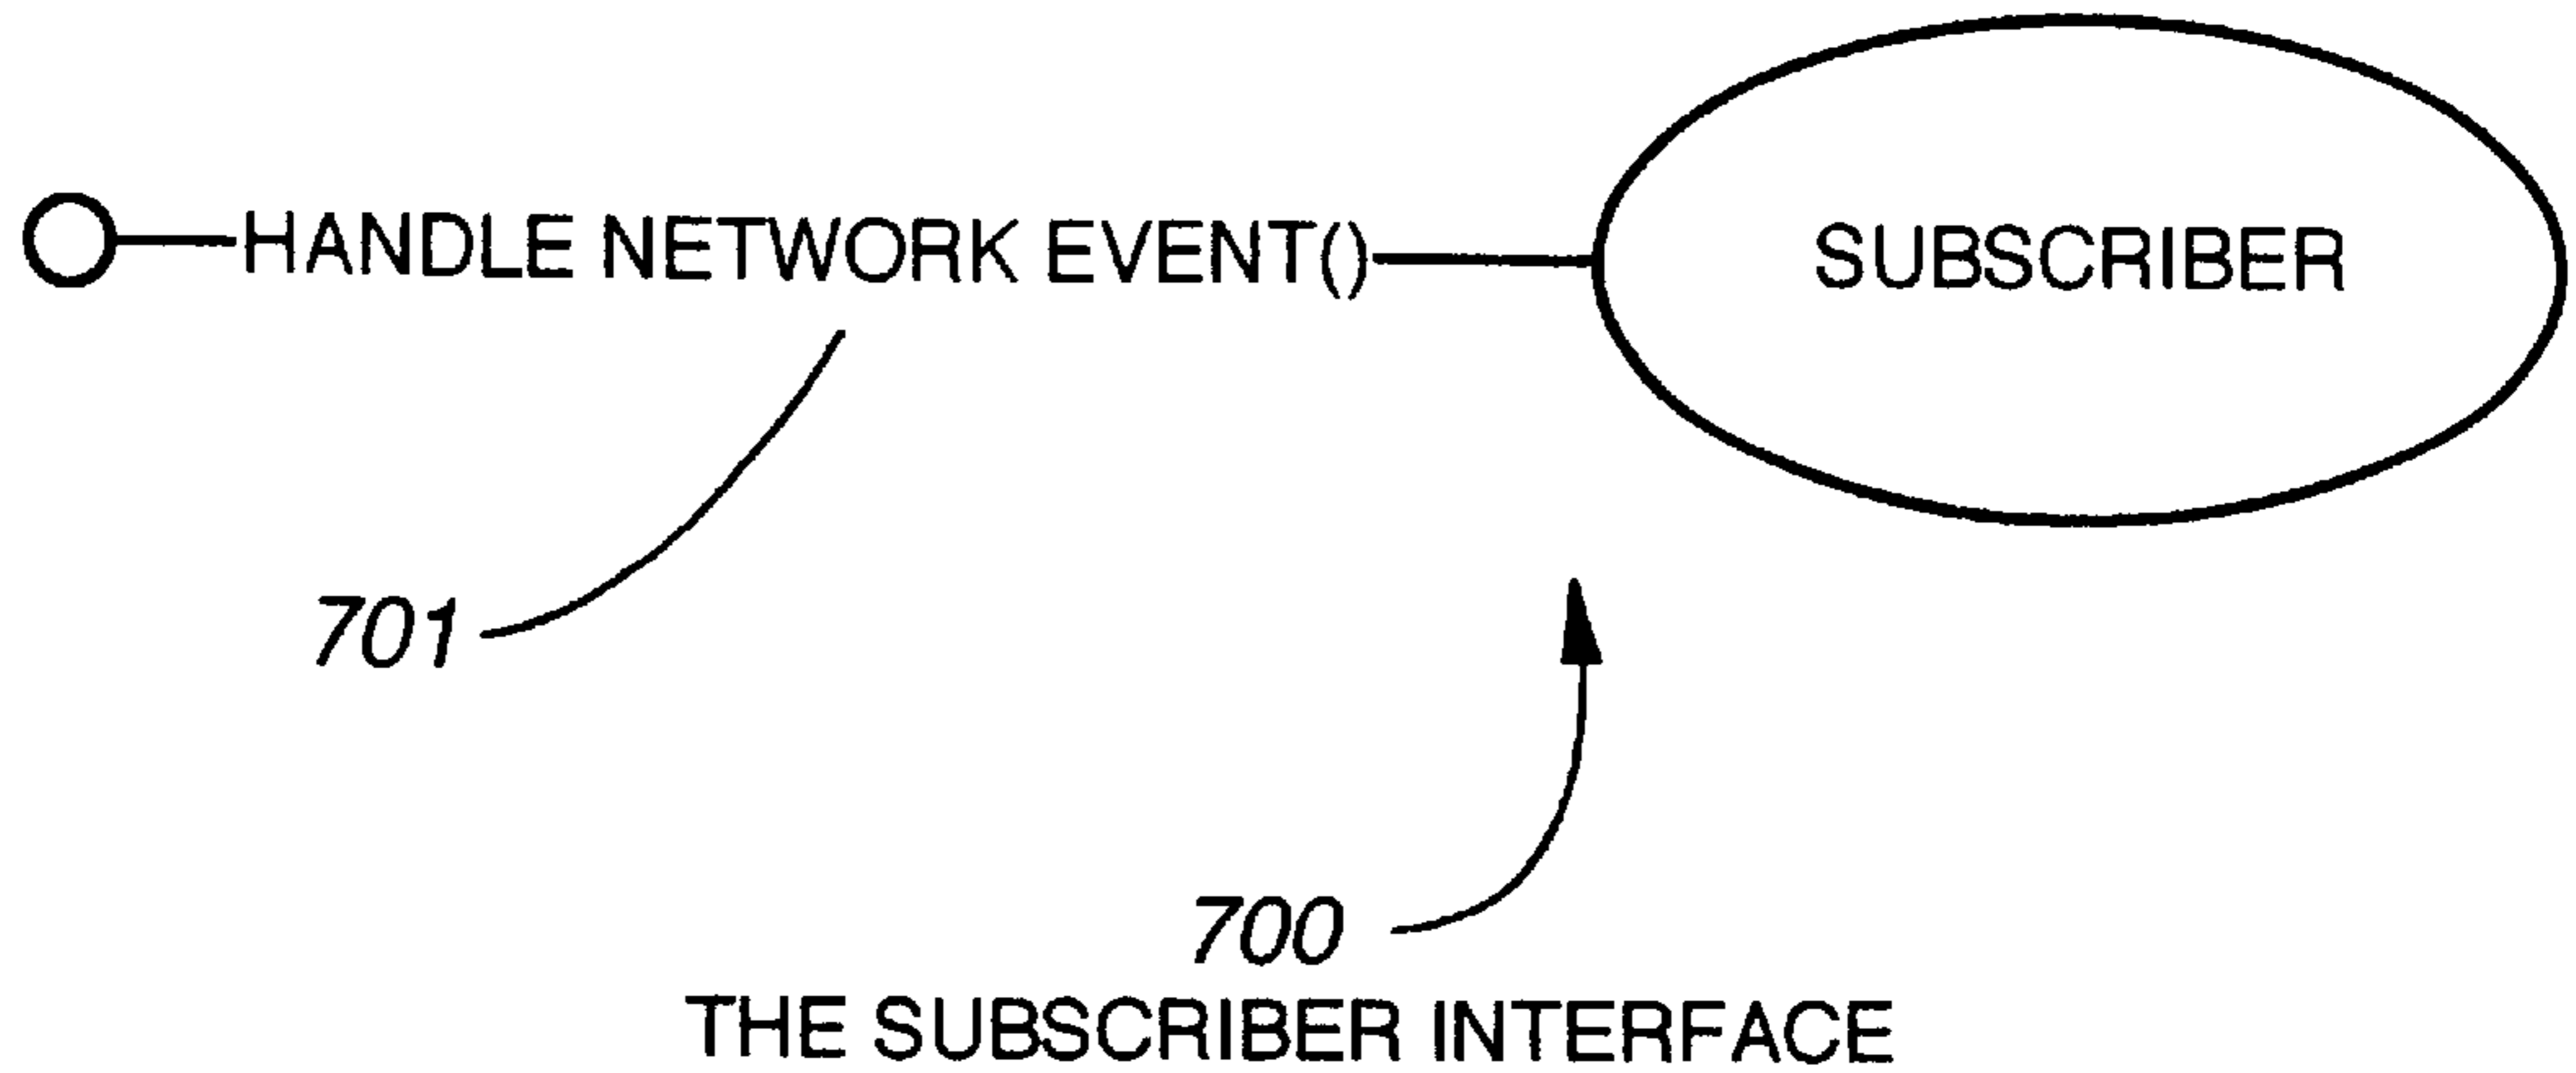 HANDLE NETWORK EVENT()
SUBSCRIBER
701
700
THE SUBSCRIBER INTERFACE